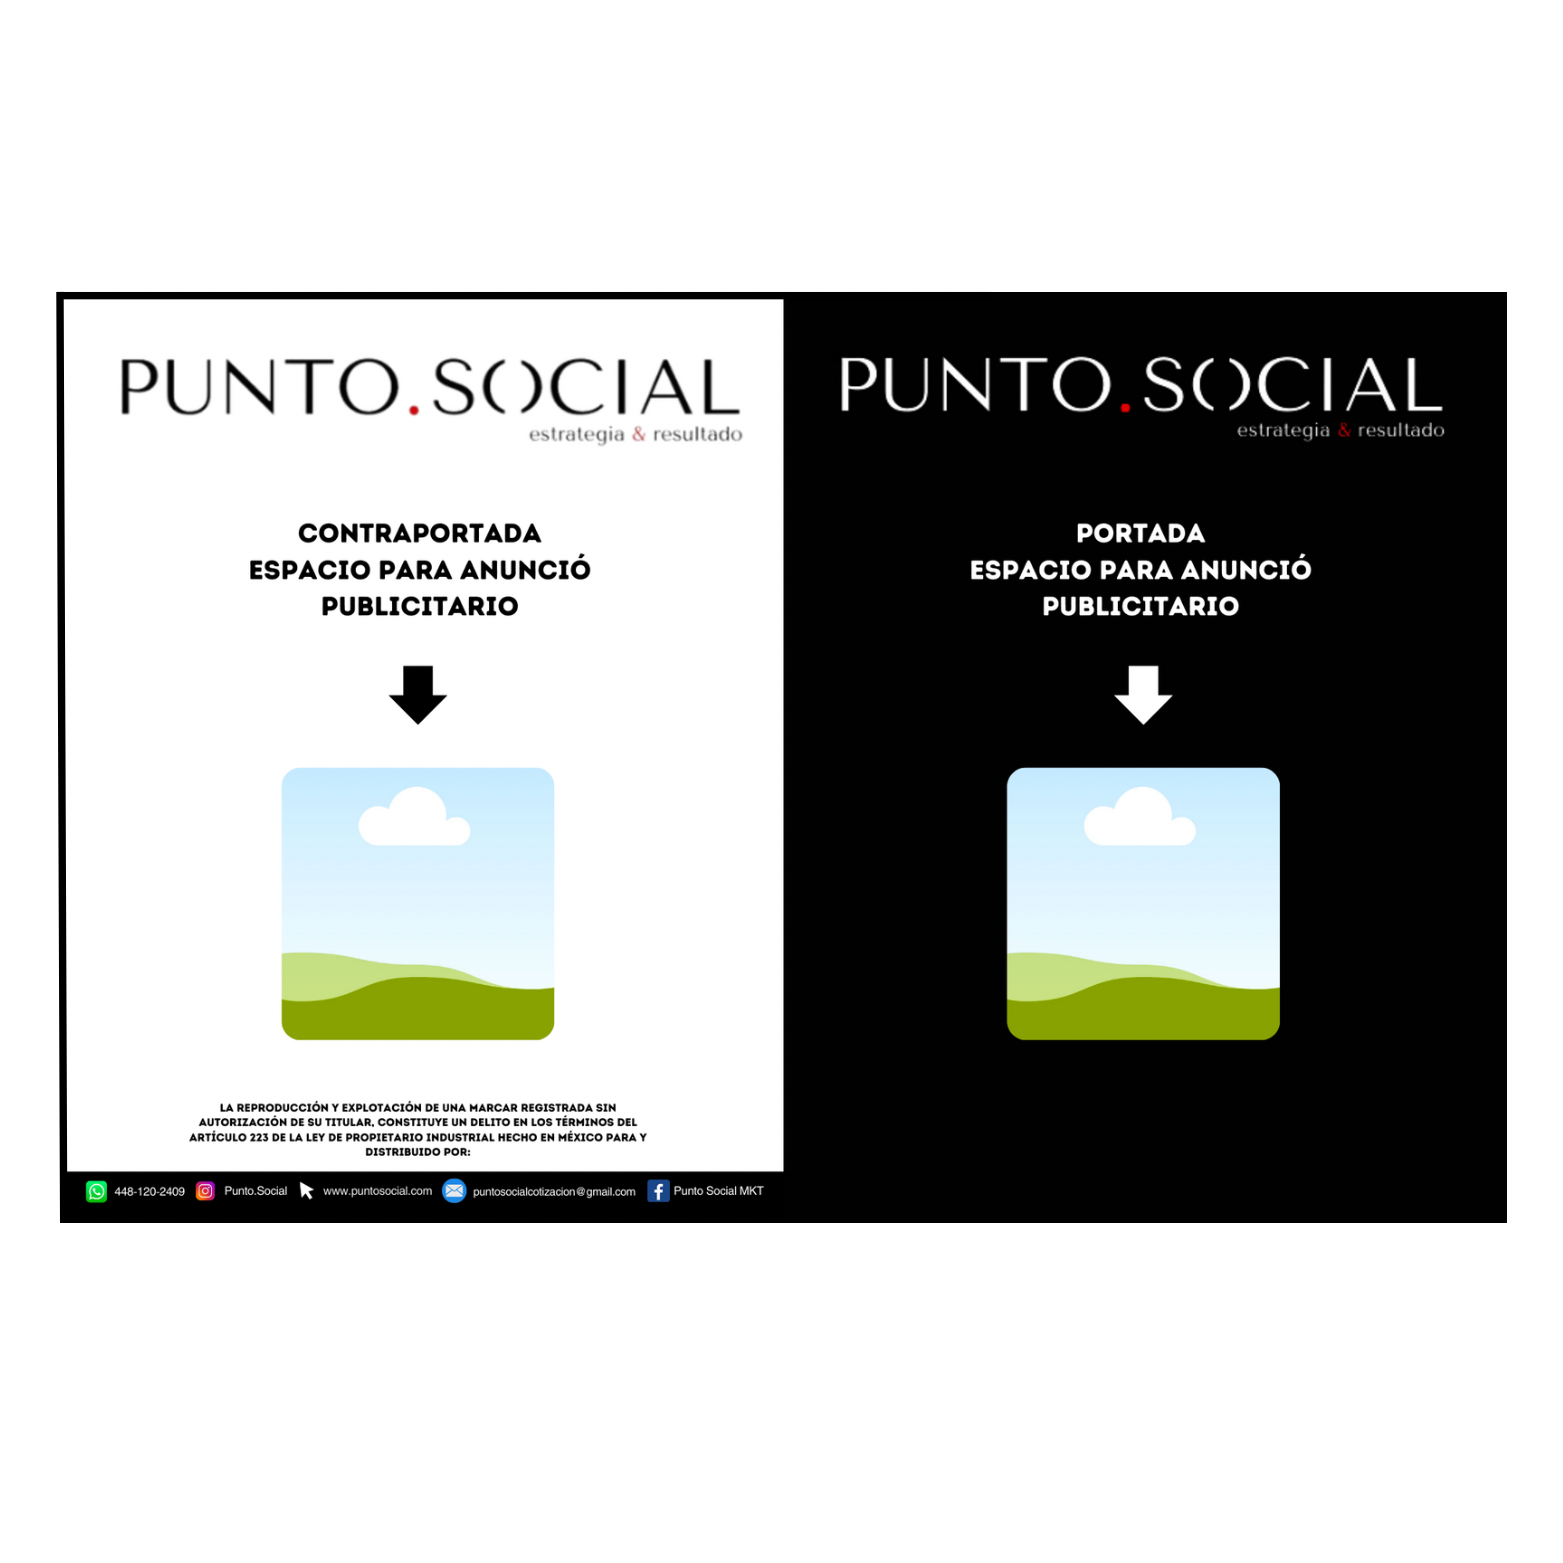 PUNTO.SOCIAL
estrategia & resultado
CONTRAPORTADA
ESPACIO PARA ANUNCIÓ
PUBLICITARIO
LA REPRODUCCIÓN Y EXPLOTACIÓN DE UNA MARCAR REGISTRADA SIN
AUTORIZACIÓN DE SU TITULAR, CONSTITUYE UN DELITO EN LOS TÉRMINOS DEL
ARTÍCULO 223 DE LA LEY DE PROPIETARIO INDUSTRIAL HECHO EN MÉXICO PARA Y
DISTRIBUIDO POR:
448-120-2409 Punto.Social www.puntosocial.com puntosocialcotizacion@gmail.com Punto Social MKT
PUNTO.SOCIAL
estrategia & resultado
PORTADA
ESPACIO PARA ANUNCIÓ
PUBLICITARIO